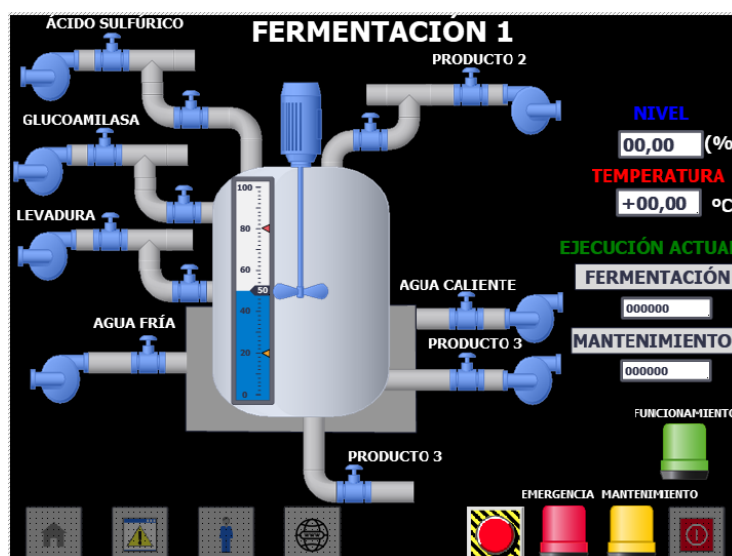 FERMENTACIÓN 1
ÁCIDO SULFÚRICO
PRODUCTO 2
GLUCOAMILASA
NIVEL
00,00 (%
TEMPERATURA
+00,00 ºC
LEVADURA
100
80
60
50
40
20
0
EJECUCIÓN ACTUAL
FERMENTACIÓN
000000
MANTENIMIENTO
000000
AGUA CALIENTE
AGUA FRÍA
PRODUCTO 3
PRODUCTO 3
FUNCIONAMIENTO
EMERGENCIA MANTENIMIENTO